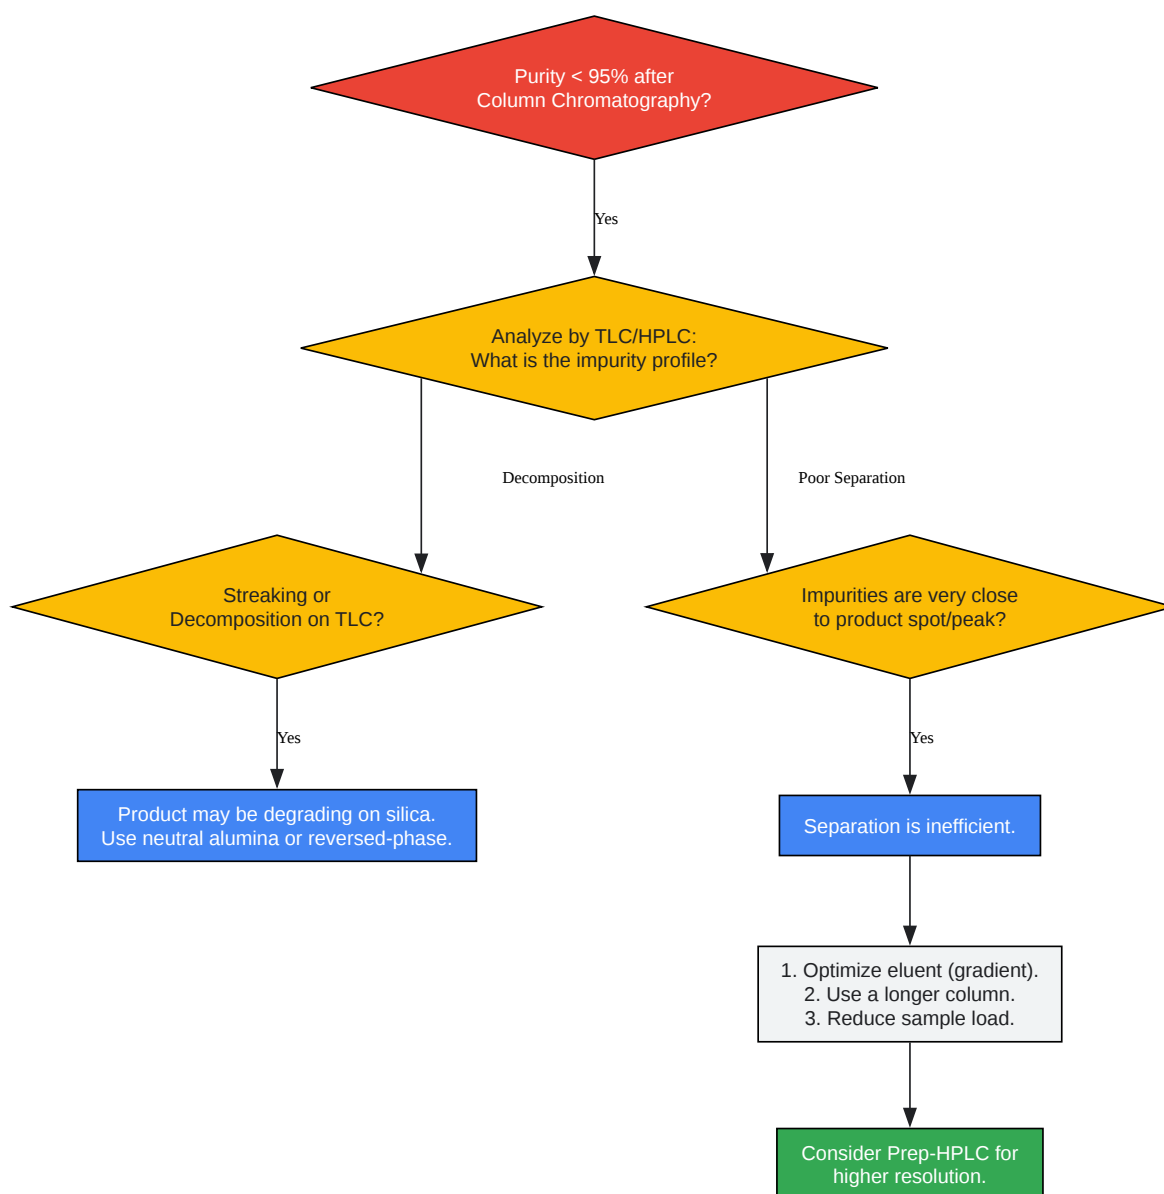 Purity < 95% after
Column Chromatography?
Yes
Analyze by TLC/HPLC:
What is the impurity profile?
Decomposition
Poor Separation
Streaking or
Decomposition on TLC?
Impurities are very close
to product spot/peak?
Yes
Yes
Product may be degrading on silica.
Use neutral alumina or reversed-phase.
Separation is inefficient.
1. Optimize eluent (gradient).
2. Use a longer column.
3. Reduce sample load.
Consider Prep-HPLC for
higher resolution.